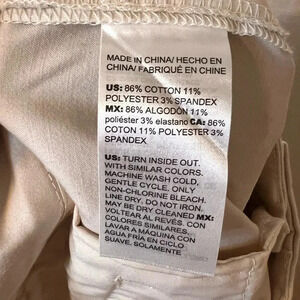 MADE IN CHINA/ HECHO EN
CHINA/ FABRIQUÉ EN CHINE
US: 86% COTTON 11%
POLYESTER 3% SPANDEX
MX: 86% ALGODÓN 11%
poliéster 3% elastano CA: 86%
COTON 11% POLYESTER
3% SPANDEX
US: TURN INSIDE OUT.
WITH SIMILAR COLORS.
MACHINE WASH COLD,
GENTLE CYCLE. ONLY
NON-CHLORINE BLEACH.
LINE DRY. DO NOT IRON.
MAY BE DRY CLEANED MX:
VOLTEAR AL REVÉS. CON
COLORES SIMILARES.
LAVAR A MÁQUINA CON
AGUA FRÍA EN CICLO
SUAVE. SOLAMENTE